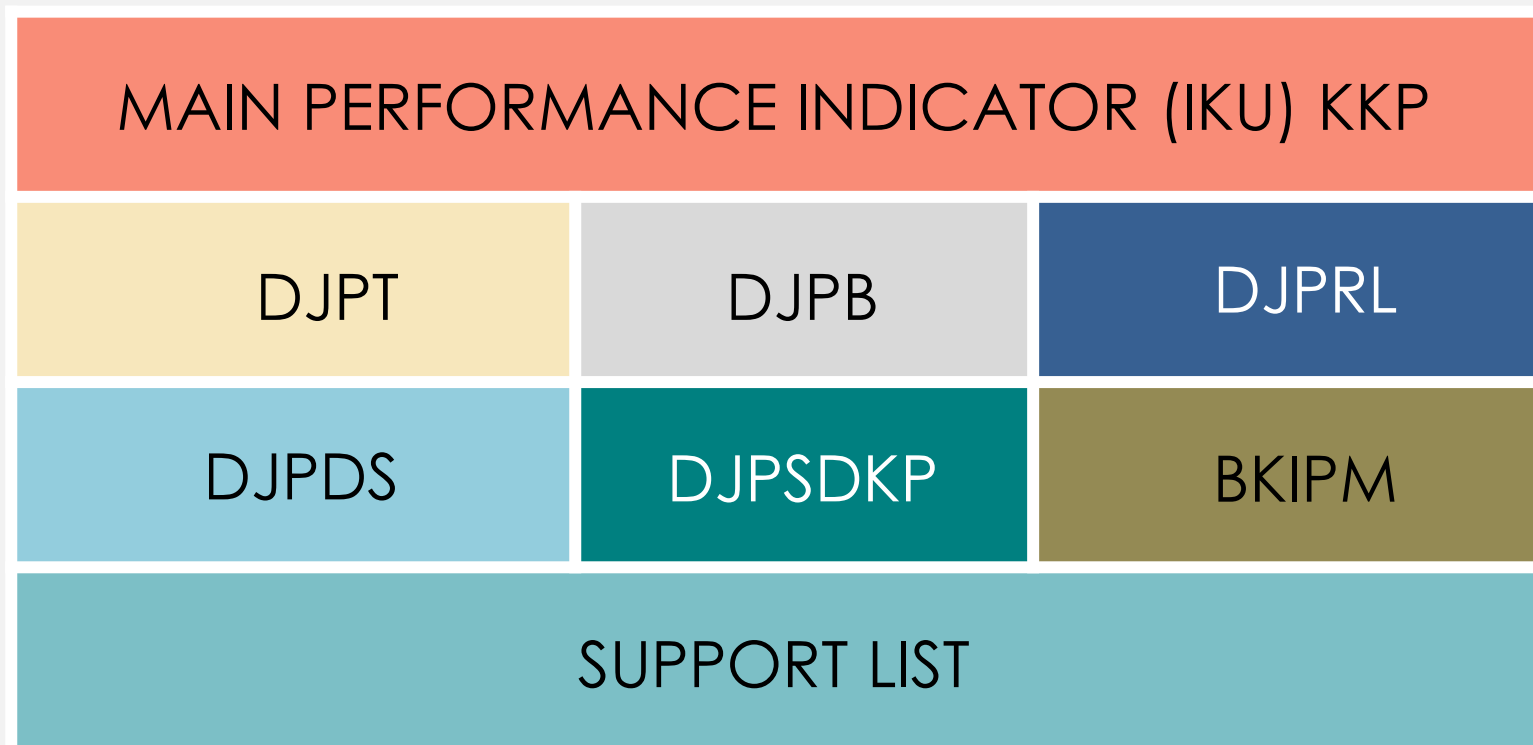 MAIN PERFORMANCE INDICATOR (IKU) KKP
DJPT
DJPB
DJPRL
DJPDS
DJPSDKP
BKIPM
SUPPORT LIST